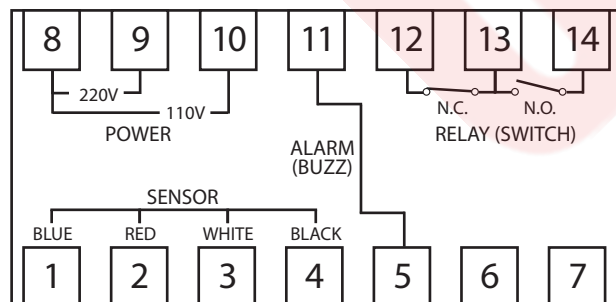 8 9 10 11 12 13 14
220V
110V
N.C. N.O.
POWER
RELAY (SWITCH)
ALARM
(BUZZ)
SENSOR
BLUE RED WHITE BLACK
1 2 3 4 5 6 7